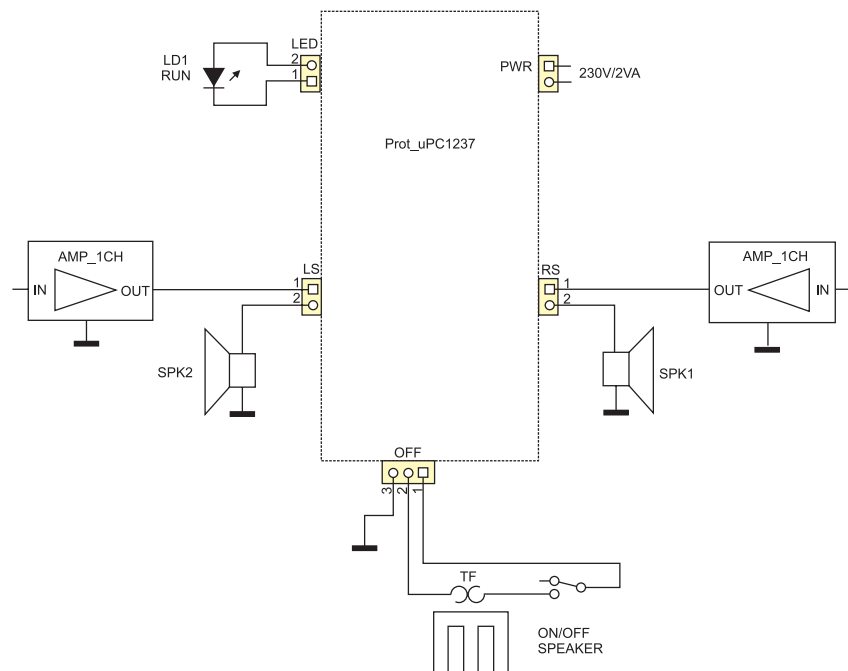 LED
LD1
RUN
2
1
PWR
230V/2VA
Prot_uPC1237
AMP_1CH
IN
OUT
LS
1
2
SPK2
RS
1
2
AMP_1CH
OUT
IN
SPK1
OFF
3
2
1
TF
ON/OFF
SPEAKER